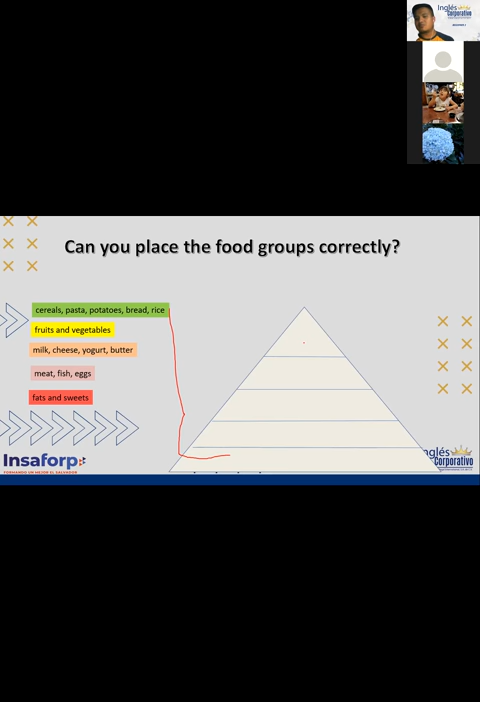 Inglés
Corporativo
Can you place the food groups correctly?
cereals, pasta, potatoes, bread, rice
fruits and vegetables
milk, cheese, yogurt, butter
meat, fish, eggs
fats and sweets
Insaforp
FORMANDO UN MEJOR EL SALVADOR
Inglés
Corporativo